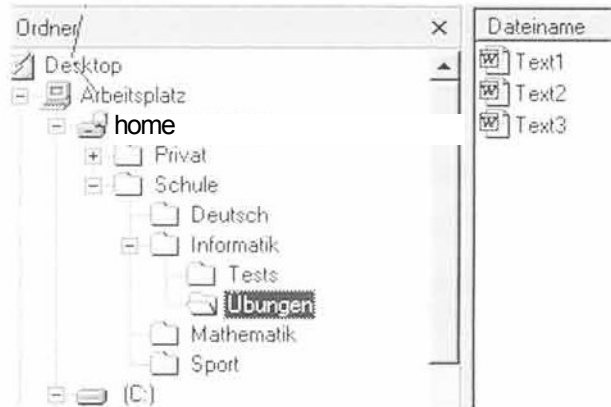 Ordner
Desktop
Arbeitsplatz
home
Privat
Schule
Deutsch
Informatik
Tests
Übungen
Mathematik
Sport
(C:)
Dateiname
Text1
Text2
Text3